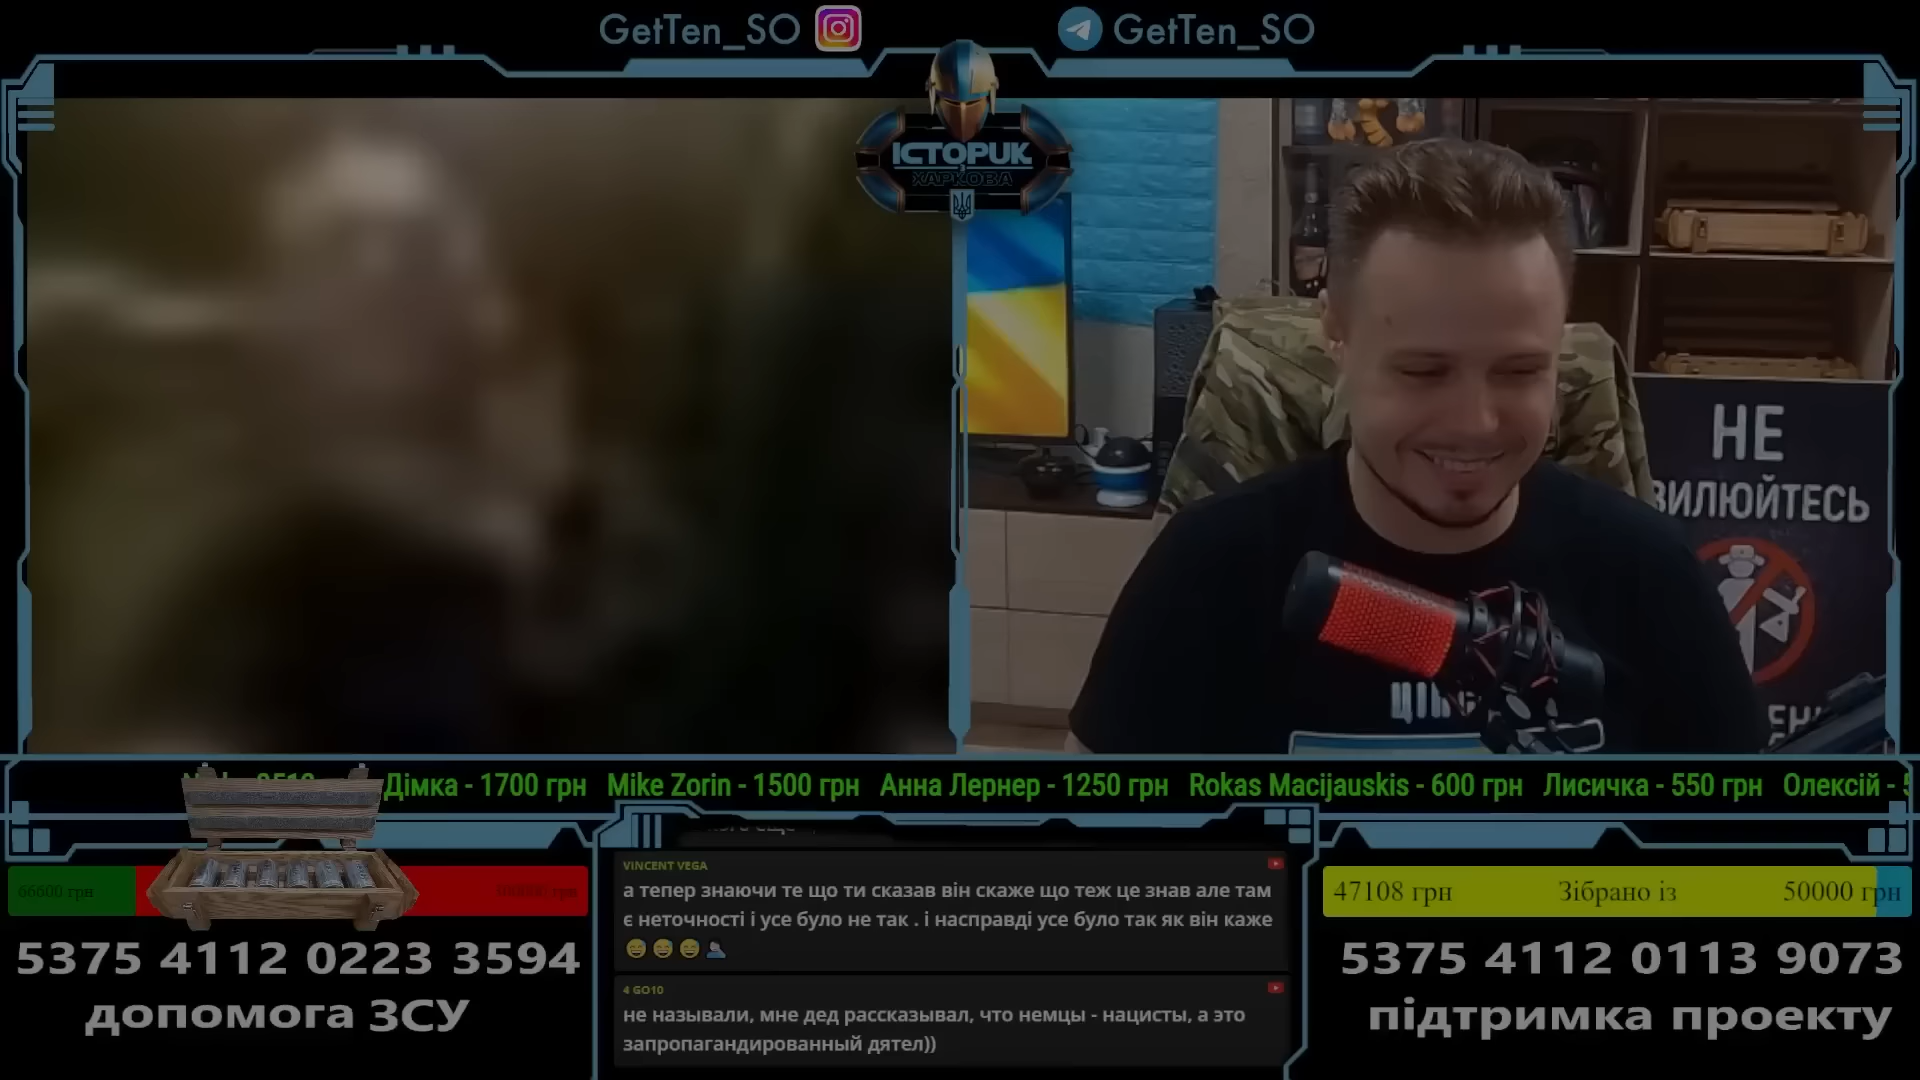 GetTen_SO
GetTen_SO
ІСТОРИК
ХАРКОВА
НЕ
ВИЛЮЙТЕСЬ
Дімка - 1700 грн Mike Zorin - 1500 грн Анна Лернер - 1250 грн Rokas Macijauskis - 600 грн Лисичка - 550 грн Олексій -
66600 грн
VINCENT VEGA
а тепер знаючи те що ти сказав він скаже що теж це знав але там
є неточності і усе було не так . і насправді усе було так як він каже
4 GO10
не называли, мне дед рассказывал, что немцы - нацисты, а это
запропагандированный дятел))
47108 грн Зібрано із 50000 грн
5375 4112 0223 3594
допомога ЗСУ
5375 4112 0113 9073
підтримка проекту